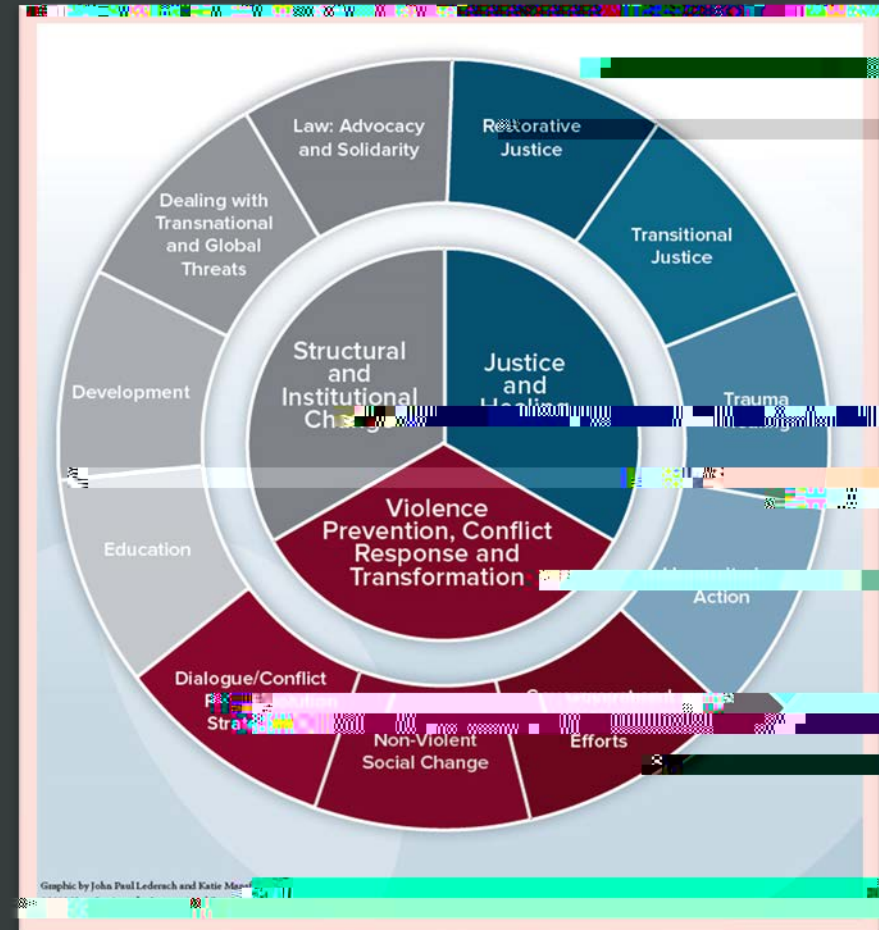 Law: Advocacy
and Solidarity
Restorative
Justice
Dealing with
Transnational
and Global
Threats
Transitional
Justice
Structural
and
Institutional
Justice
and
Healing
Development
Trauma
Violence
Prevention, Conflict
Response and
Transformation
Education
Action
Dialogue/Conflict
Non-Violent
Social Change
Efforts
Graphic by John Paul Lederach and Katie